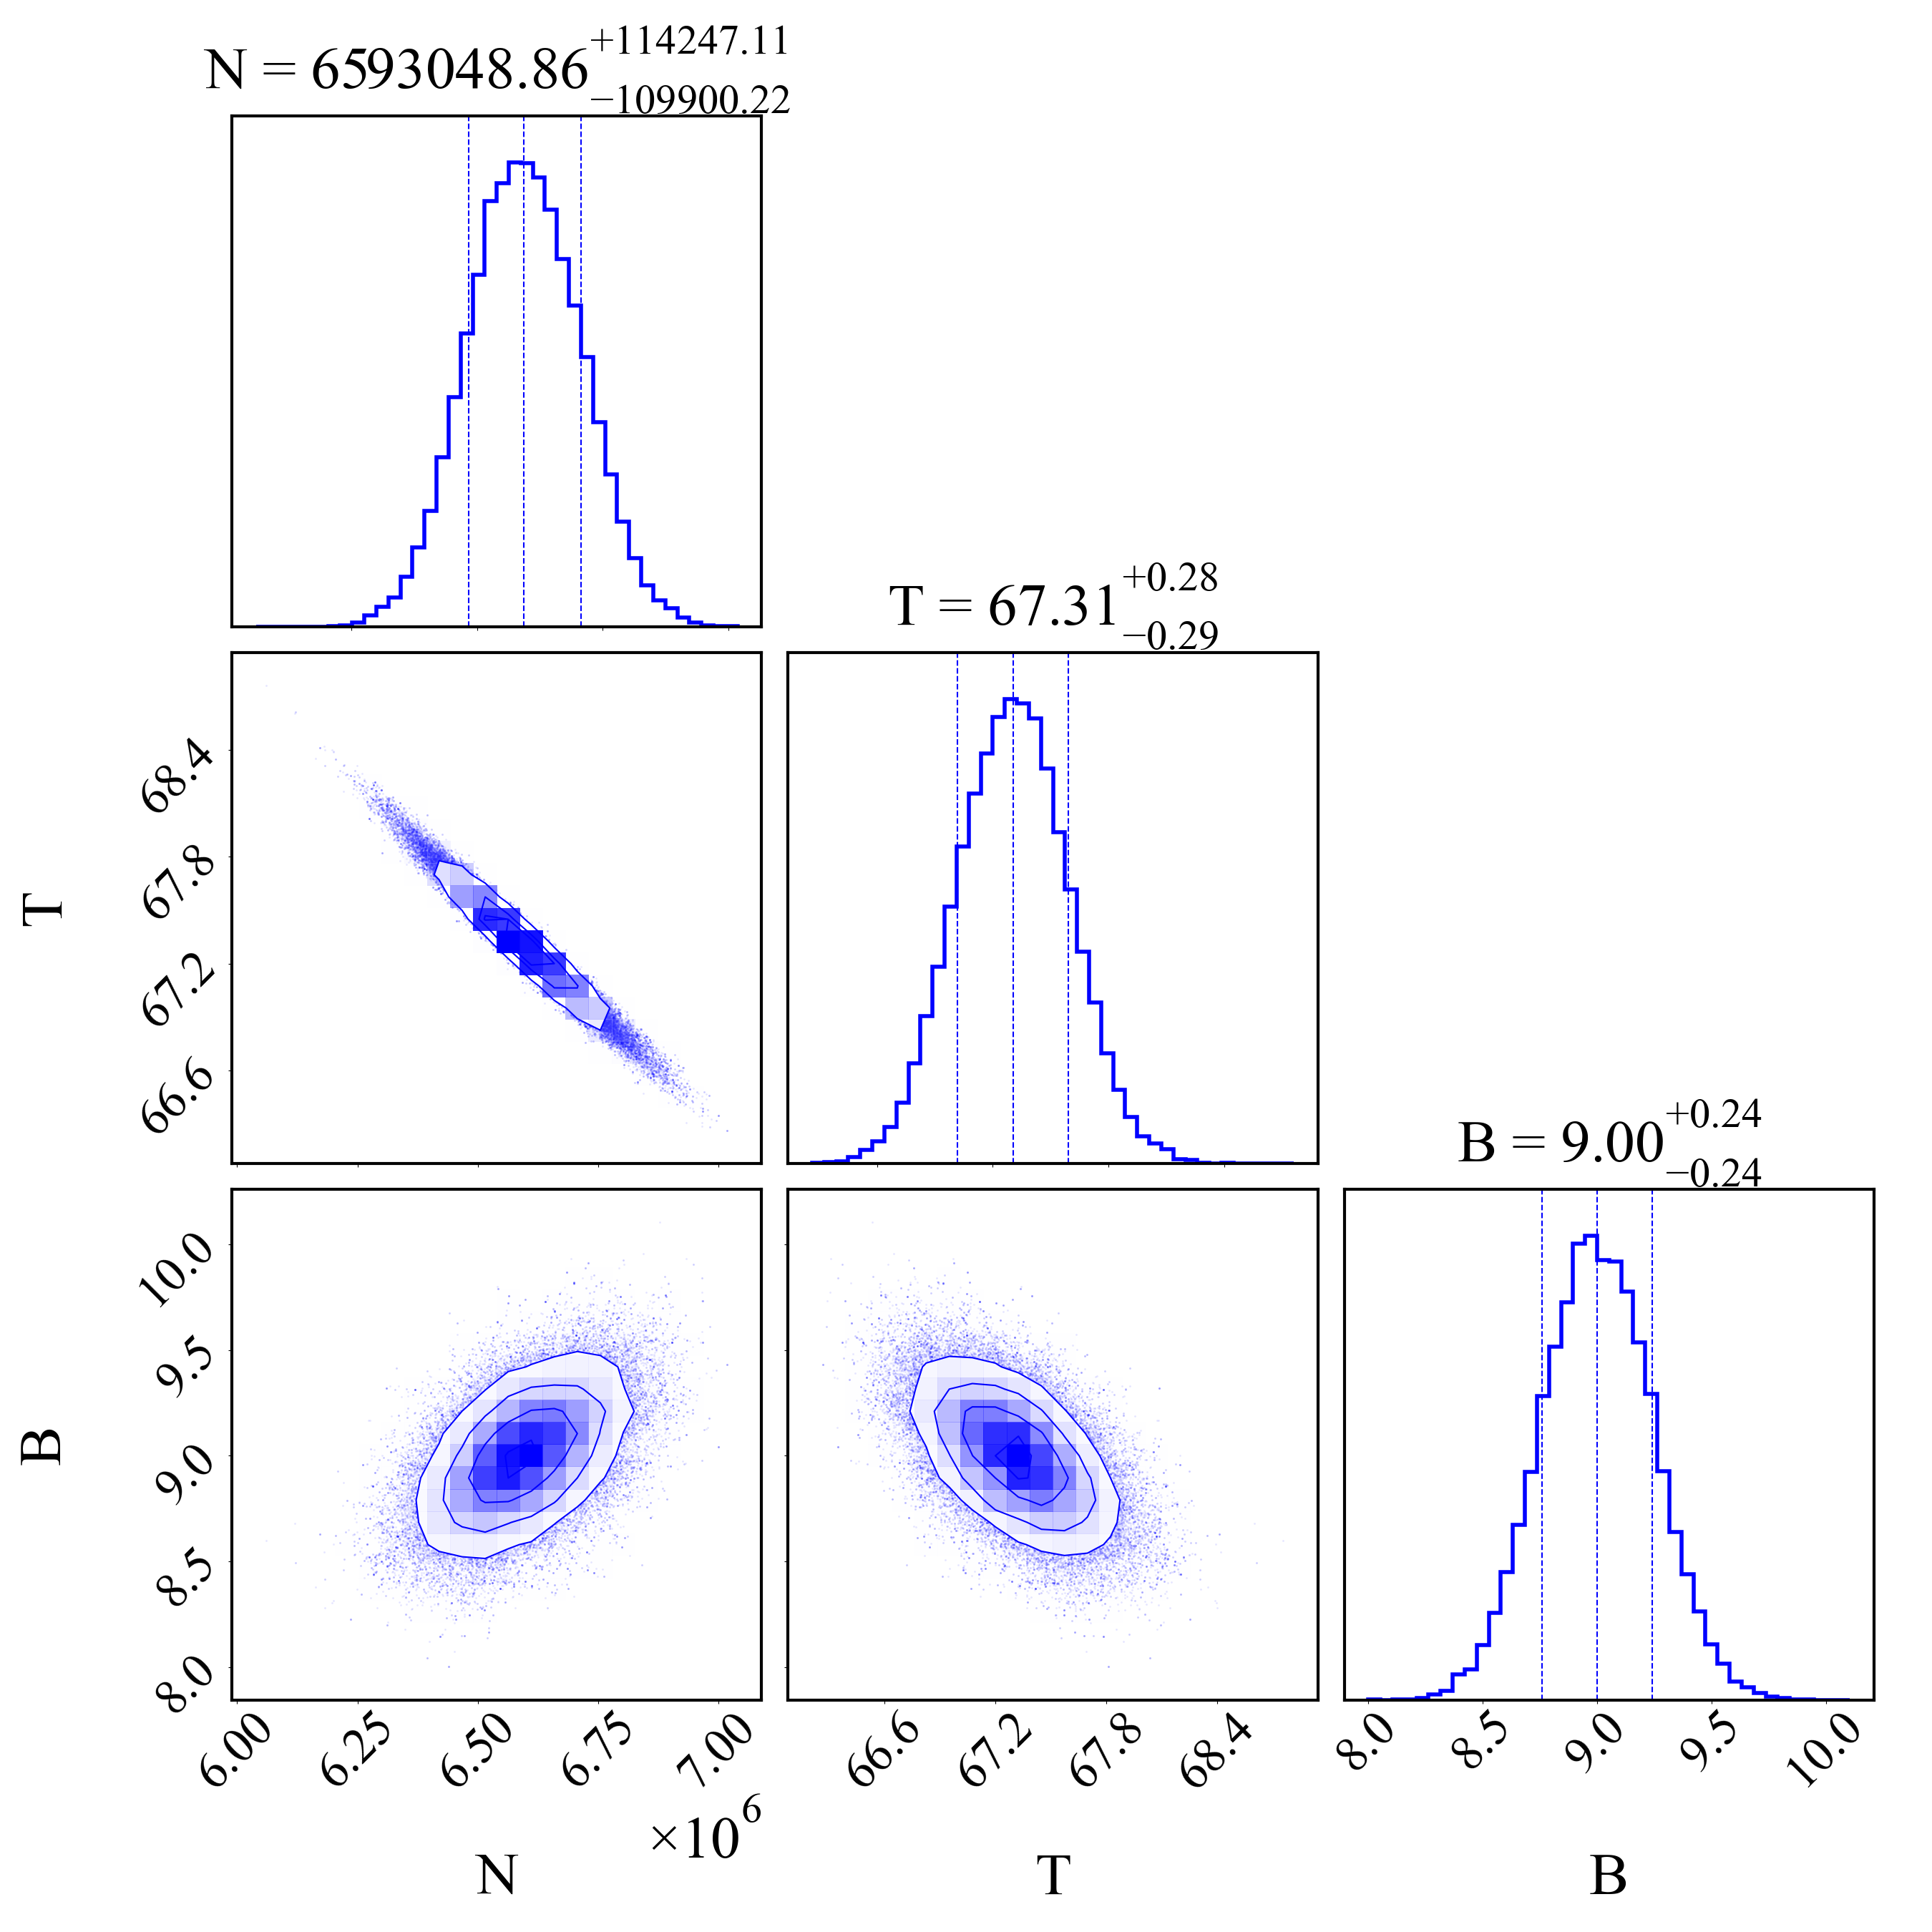 N = 6593048.86 +114247.11 −109900.22
T = 67.31 +0.28 −0.29
68.4
67.8
67.2
66.6
T
B = 9.00 +0.24 −0.24
10.0
9.5
9.0
8.5
8.0
B
6.00 6.25 6.50 6.75 7.00
66.6 67.2 67.8 68.4
8.0 8.5 9.0 9.5 10.0
×10⁶
N T B